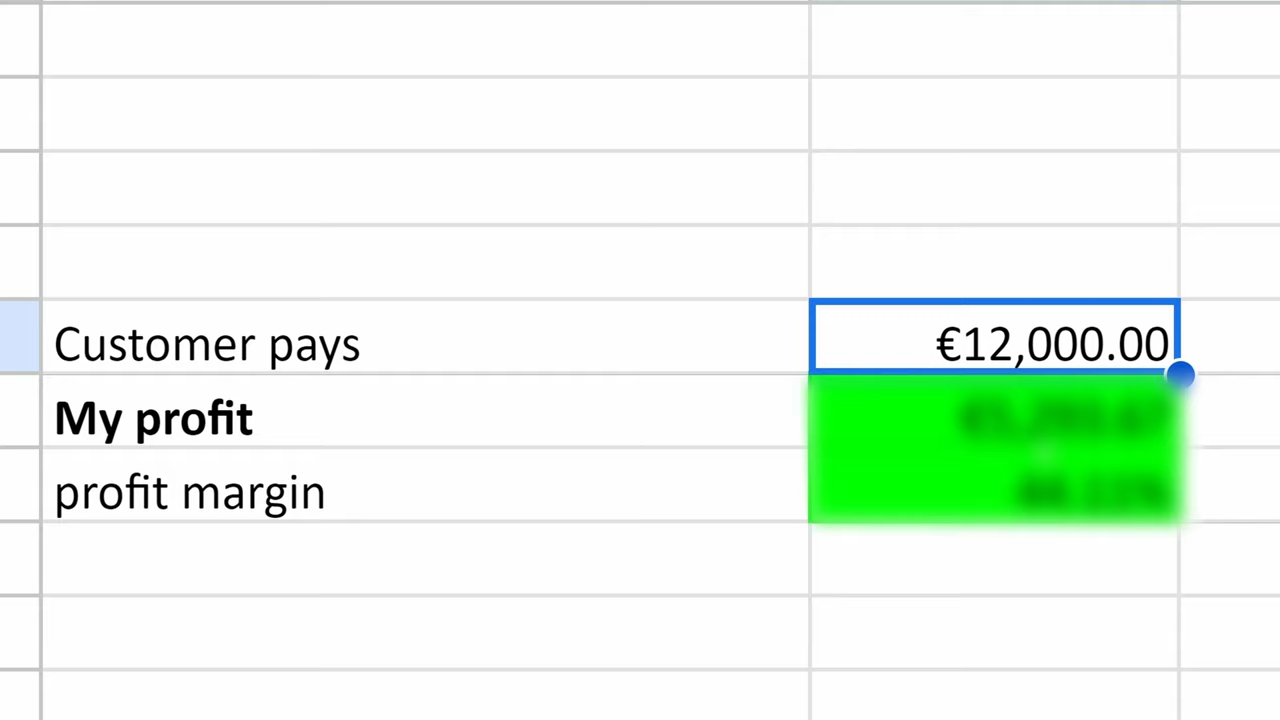 Customer pays
€12,000.00
My profit
profit margin